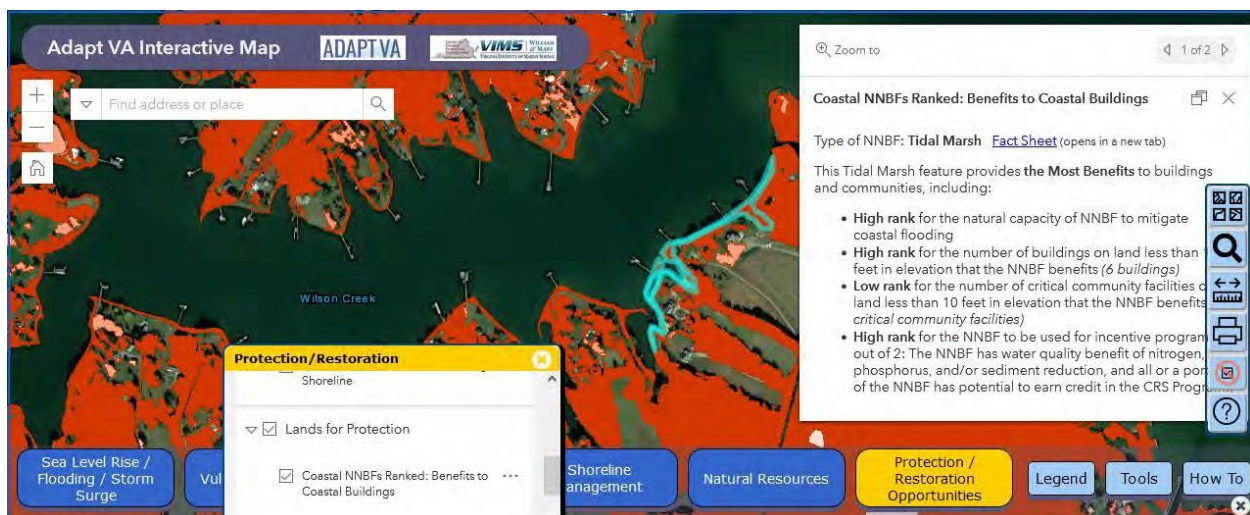 Adapt VA Interactive Map
ADAPTVA
VIMS WILLIAM & MARY
VIRGINIA INSTITUTE OF MARINE SCIENCE
Find address or place
Wilson Creek
Zoom to
1 of 2
Coastal NNBFs Ranked: Benefits to Coastal Buildings
Type of NNBF: Tidal Marsh Fact Sheet (opens in a new tab)
This Tidal Marsh feature provides the Most Benefits to buildings
and communities, including:
• High rank for the natural capacity of NNBF to mitigate
coastal flooding
• High rank for the number of buildings on land less than
feet in elevation that the NNBF benefits (6 buildings)
• Low rank for the number of critical community facilities
land less than 10 feet in elevation that the NNBF benefits
critical community facilities)
• High rank for the NNBF to be used for incentive program
out of 2: The NNBF has water quality benefit of nitrogen,
phosphorus, and/or sediment reduction, and all or a
of the NNBF has potential to earn credit in the CRS
Protection/Restoration
Shoreline
Lands for Protection
Coastal NNBFs Ranked: Benefits to
Coastal Buildings
Sea Level Rise /
Flooding / Storm
Surge
Vul
Shoreline
anagement
Natural Resources
Protection /
Restoration
Opportunities
Legend
Tools
How To